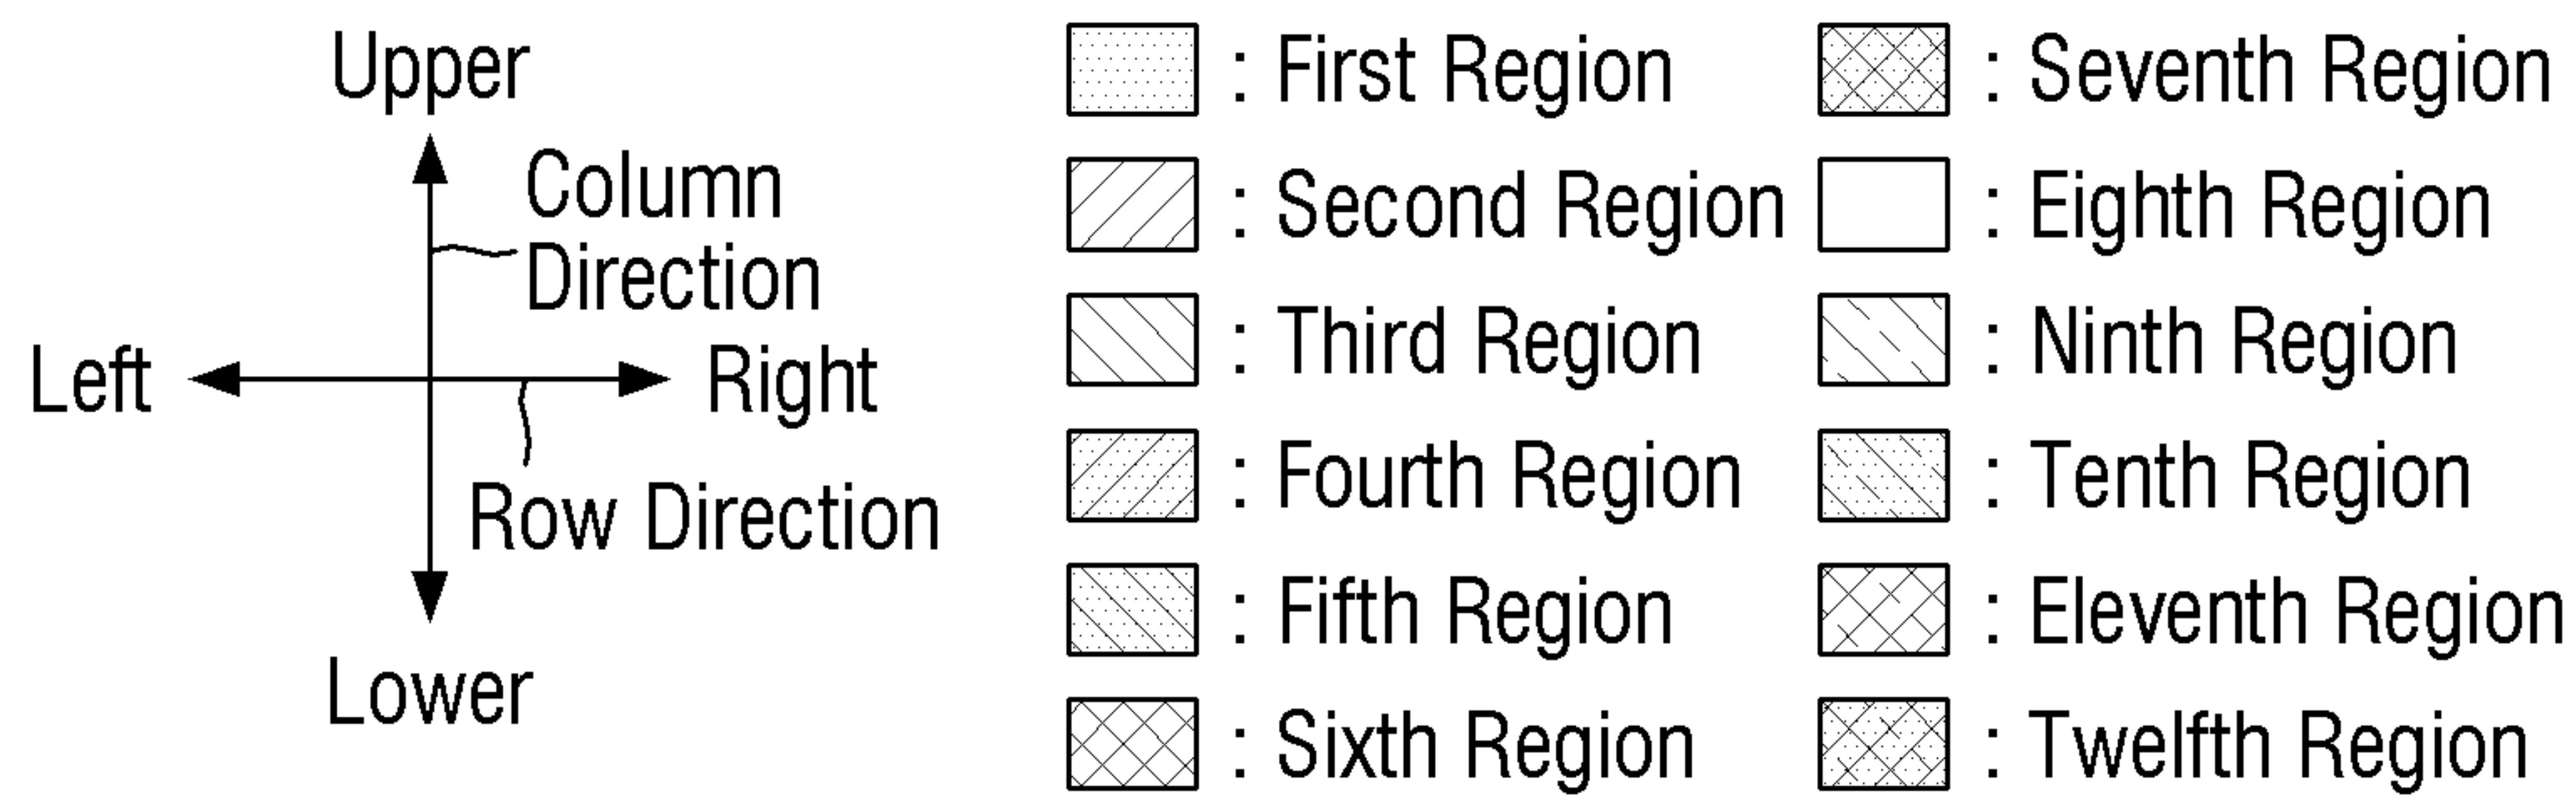 Upper
Column
Direction
Left
Right
Row Direction
Lower
: First Region
: Second Region
: Third Region
: Fourth Region
: Fifth Region
: Sixth Region
: Seventh Region
: Eighth Region
: Ninth Region
: Tenth Region
: Eleventh Region
: Twelfth Region